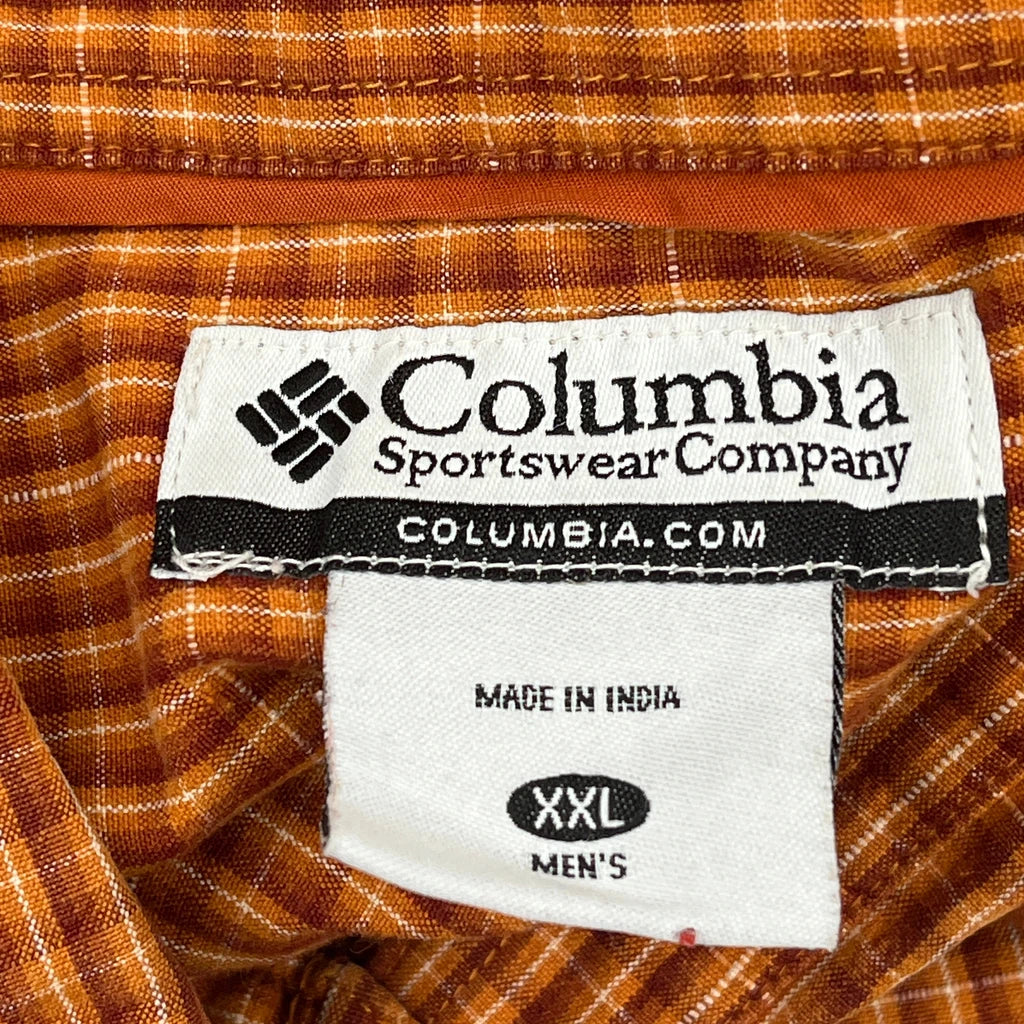 Columbia
Sportswear Company
COLUMBIA.COM
MADE IN INDIA
XXL
MEN'S